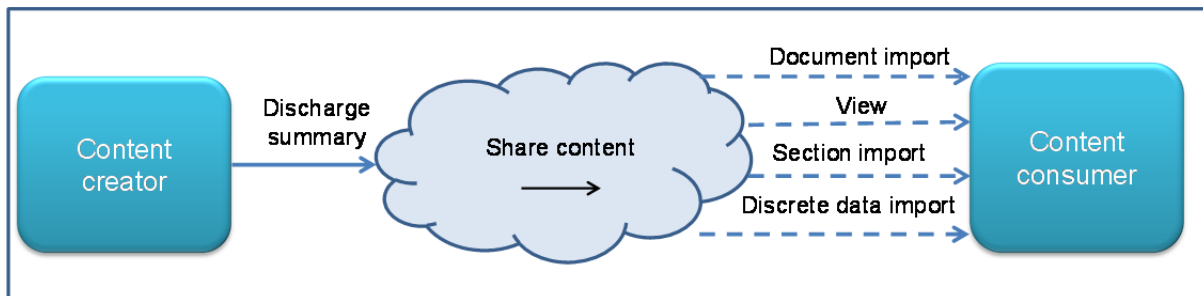 Content
creator
Discharge
summary
Share content
Document import
View
Section import
Discrete data import
Content
consumer